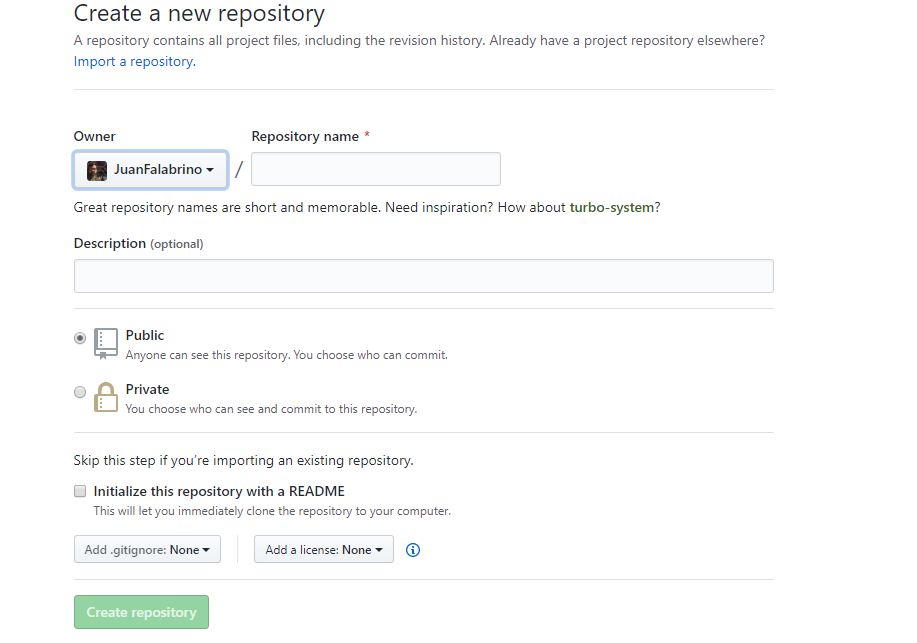 Create a new repository
A repository contains all project files, including the revision history. Already have a project repository elsewhere?
Import a repository.
Owner
Repository name *
JuanFalabrino
/
Great repository names are short and memorable. Need inspiration? How about turbo-system?
Description (optional)
Public
Anyone can see this repository. You choose who can commit.
Private
You choose who can see and commit to this repository.
Skip this step if you’re importing an existing repository.
Initialize this repository with a README
This will let you immediately clone the repository to your computer.
Add .gitignore: None
Add a license: None
Create repository